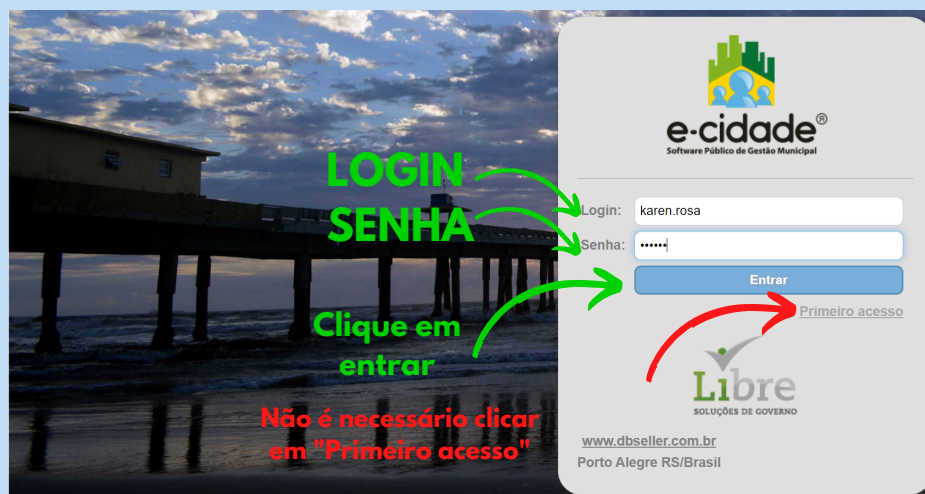 e-cidade®
Software Público de Gestão Municipal
LOGIN
SENHA
Login: karen.rosa
Senha: ••••••
Entrar
Primeiro acesso
Clique em
entrar
Não é necessário clicar
em "Primeiro acesso"
Libre
SOLUÇÕES DE GOVERNO
www.dbseller.com.br
Porto Alegre RS/Brasil